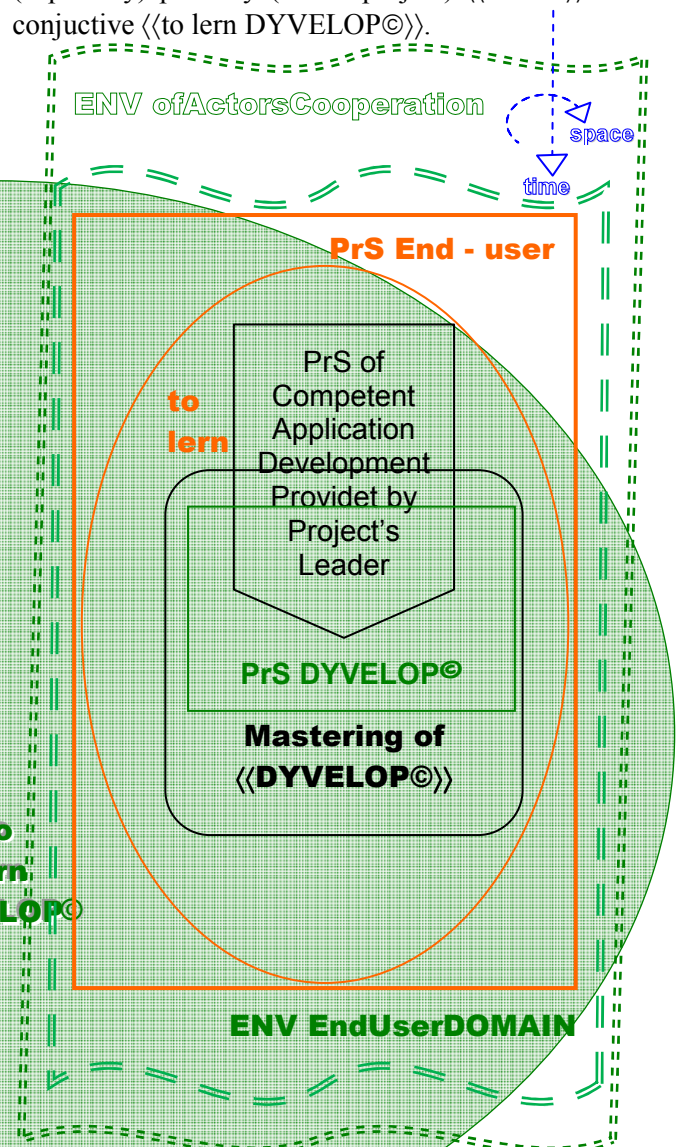 conjuctive ⟨⟨to lern DYVELOP©⟩⟩.
ENV ofActorsCooperation
space
time
PrS End - user
to
lern
PrS of
Competent
Application
Development
Providet by
Project's
Leader
PrS DYVELOP©
Mastering of
⟨⟨DYVELOP©⟩⟩
ENV EndUserDOMAIN